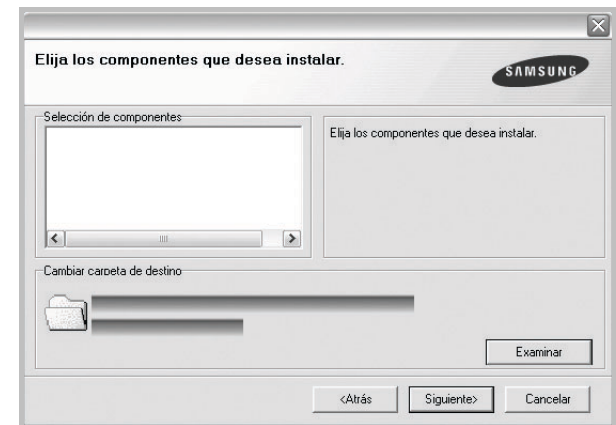 Elija los componentes que desea instalar.
SAMSUNG
Selección de componentes
Elija los componentes que desea instalar.
Cambiar carpeta de destino
Examinar
<Atrás
Siguiente>
Cancelar